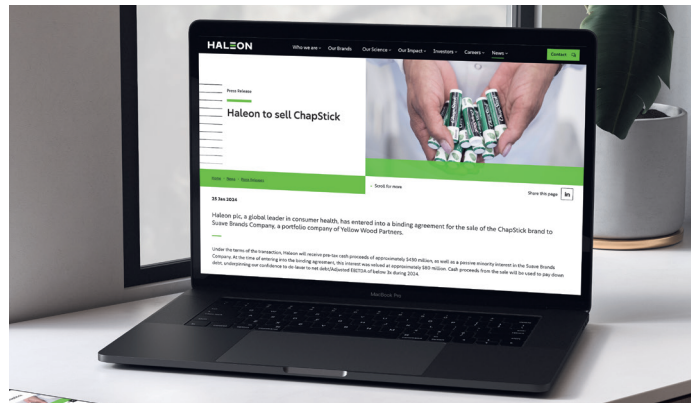 HALEON
Who we are Our Brands Our Science Our Impact Investors Careers News Contact
Press Release
Haleon to sell ChapStick
Home News Press Releases
Scroll for more
Share this page in
25 Jan 2024
Haleon plc, a global leader in consumer health, has entered into a binding agreement for the sale of the ChapStick brand to
Suave Brands Company, a portfolio company of Yellow Wood Partners.
Under the terms of the transaction, Haleon will receive pre-tax cash proceeds of approximately $430 million, as well as a passive minority interest in the Suave Brands
Company. At the time of entering into the binding agreement, this interest was valued at approximately $80 million. Cash proceeds from the sale will be used to pay down
debt, underpinning our confidence to de-lever to net debt/Adjusted EBITDA of below 3x during 2024.
MacBook Pro